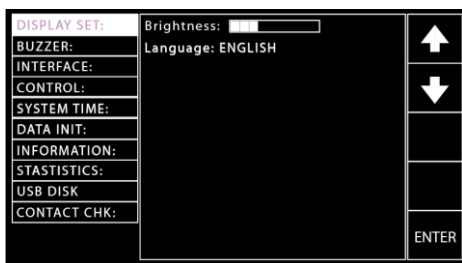 DISPLAY SET:
BUZZER:
INTERFACE:
CONTROL:
SYSTEM TIME:
DATA INIT:
INFORMATION:
STASTISTICS:
USB DISK
CONTACT CHK:
Brightness:
Language: ENGLISH
ENTER